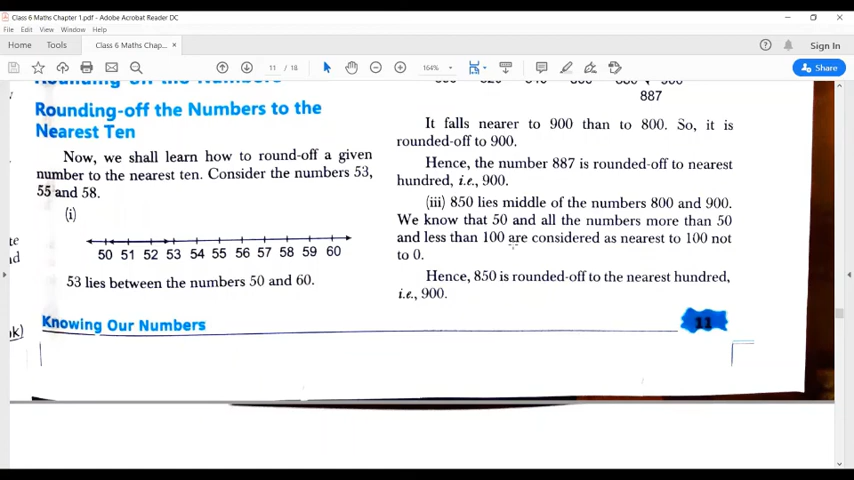 Class 6 Maths Chapter 1.pdf - Adobe Acrobat Reader DC
File Edit View Window Help
Home Tools Class 6 Maths Chap... ×
Sign In
11 / 18
164%
Share
Rounding-off the Numbers to the
Nearest Ten
Now, we shall learn how to round-off a given
number to the nearest ten. Consider the numbers 53,
55 and 58.
(i)
50 51 52 53 54 55 56 57 58 59 60
53 lies between the numbers 50 and 60.
Knowing Our Numbers
887
It falls nearer to 900 than to 800. So, it is
rounded-off to 900.
Hence, the number 887 is rounded-off to nearest
hundred, i.e., 900.
(iii) 850 lies middle of the numbers 800 and 900.
We know that 50 and all the numbers more than 50
and less than 100 are considered as nearest to 100 not
to 0.
Hence, 850 is rounded-off to the nearest hundred,
i.e., 900.
11